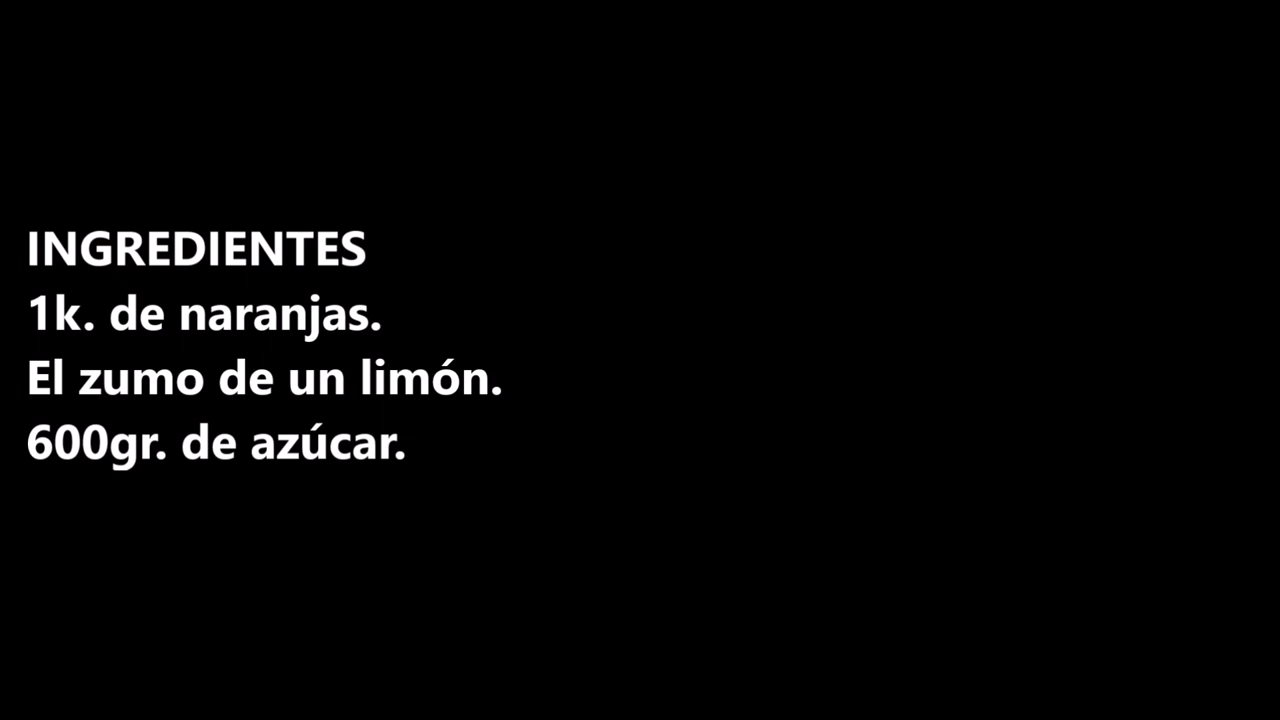 INGREDIENTES
1k. de naranjas.
El zumo de un limón.
600gr. de azúcar.